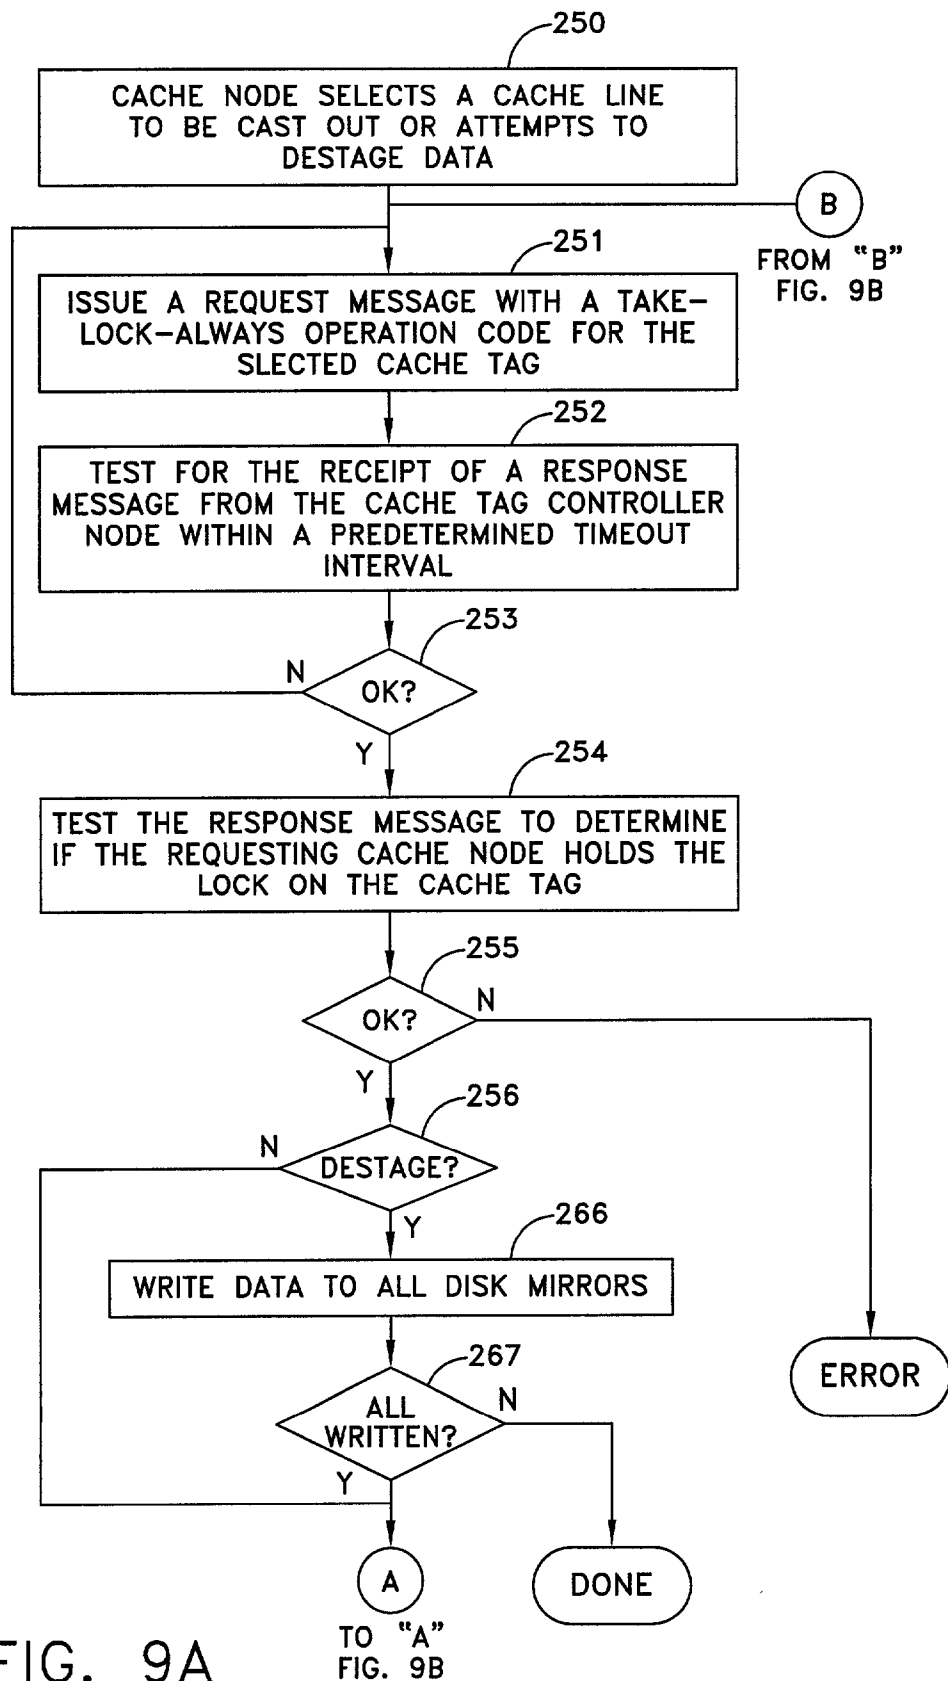 250
CACHE NODE SELECTS A CACHE LINE
TO BE CAST OUT OR ATTEMPTS TO
DESTAGE DATA
B
FROM "B"
FIG. 9B
251
ISSUE A REQUEST MESSAGE WITH A TAKE-
LOCK-ALWAYS OPERATION CODE FOR THE
SLECTED CACHE TAG
252
TEST FOR THE RECEIPT OF A RESPONSE
MESSAGE FROM THE CACHE TAG CONTROLLER
NODE WITHIN A PREDETERMINED TIMEOUT
INTERVAL
253
N
OK?
Y
254
TEST THE RESPONSE MESSAGE TO DETERMINE
IF THE REQUESTING CACHE NODE HOLDS THE
LOCK ON THE CACHE TAG
255
OK?
N
Y
256
N
DESTAGE?
Y
266
WRITE DATA TO ALL DISK MIRRORS
267
ALL
WRITTEN?
N
Y
ERROR
A
TO "A"
FIG. 9B
DONE
FIG. 9A